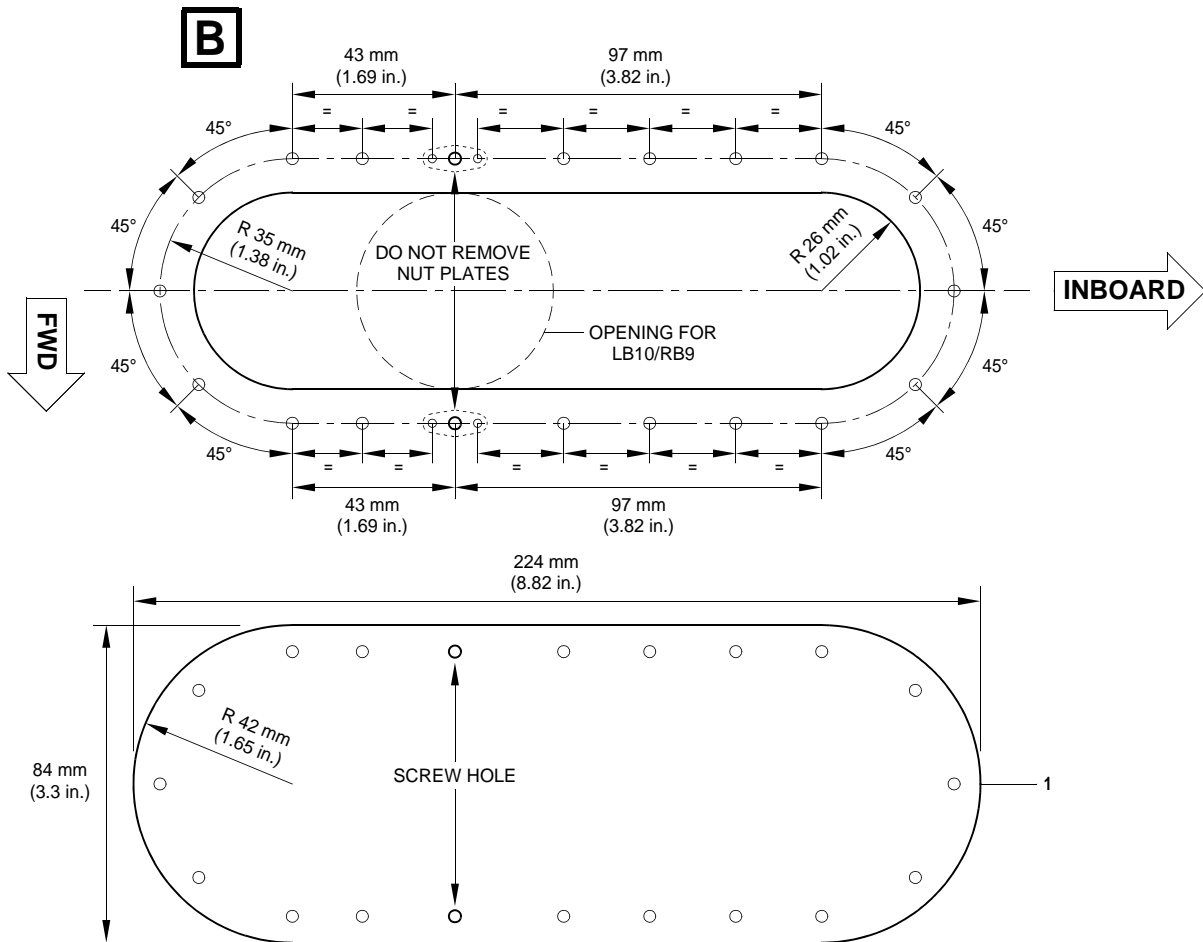 B
43 mm
(1.69 in.)
97 mm
(3.82 in.)
= = = = = =
45° 45°
45° 45°
R 35 mm
(1.38 in.)
R 26 mm
(1.02 in.)
DO NOT REMOVE
NUT PLATES
INBOARD
FWD
OPENING FOR
LB10/RB9
45° 45°
45° 45°
= = = = = =
43 mm
(1.69 in.)
97 mm
(3.82 in.)
224 mm
(8.82 in.)
R 42 mm
(1.65 in.)
84 mm
(3.3 in.)
SCREW HOLE
1